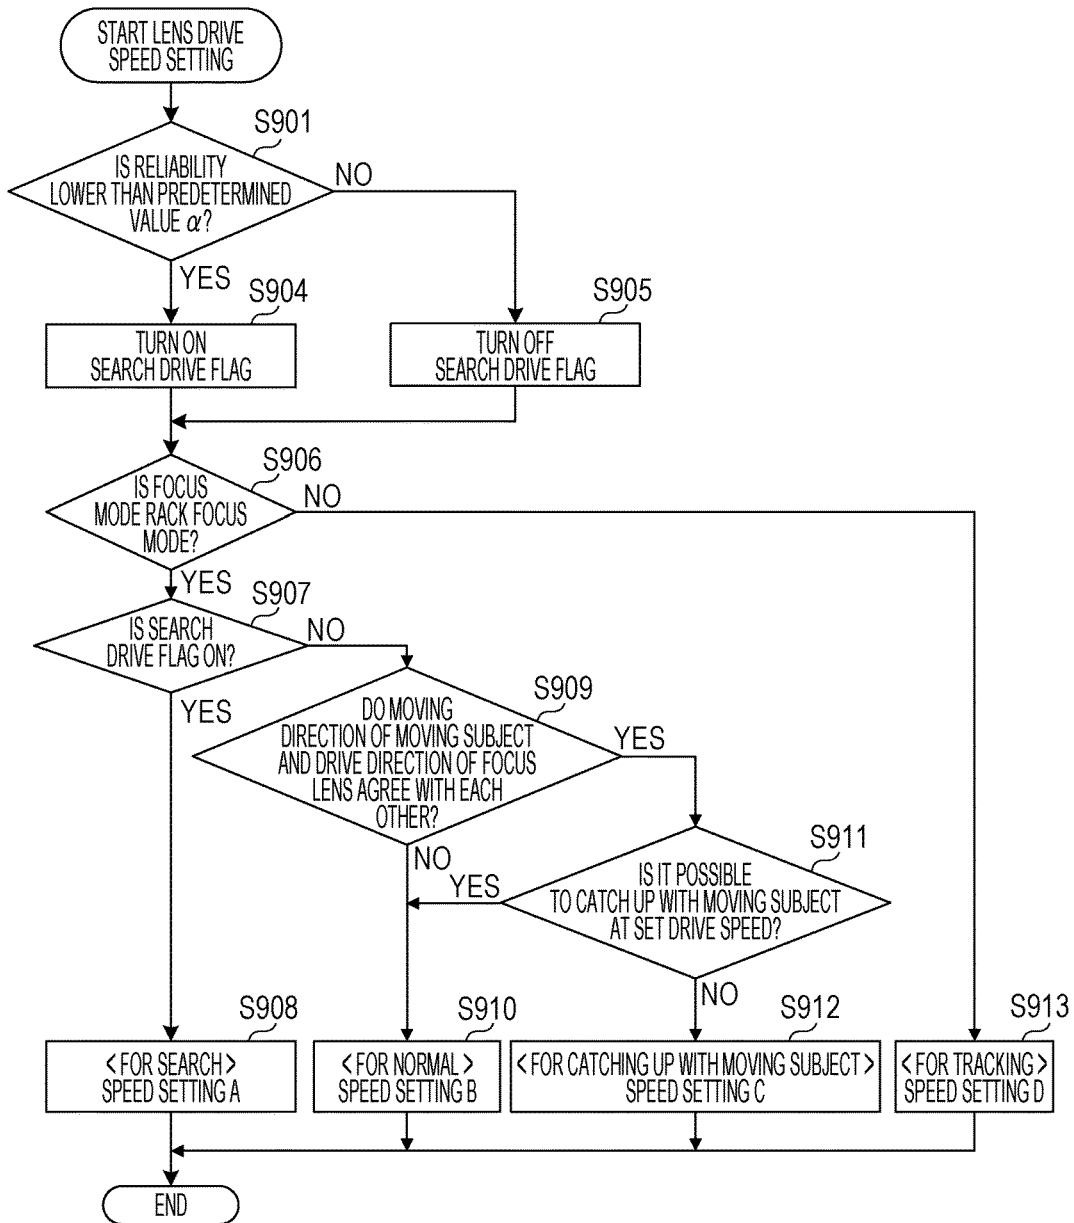 START LENS DRIVE
SPEED SETTING
S901
IS RELIABILITY
LOWER THAN PREDETERMINED
VALUE α?
NO
YES
S904
TURN ON
SEARCH DRIVE FLAG
S905
TURN OFF
SEARCH DRIVE FLAG
S906
IS FOCUS
MODE RACK FOCUS
MODE?
NO
YES
S907
IS SEARCH
DRIVE FLAG ON?
NO
YES
S909
DO MOVING
DIRECTION OF MOVING SUBJECT
AND DRIVE DIRECTION OF FOCUS
LENS AGREE WITH EACH
OTHER?
YES
NO
S911
IS IT POSSIBLE
TO CATCH UP WITH MOVING SUBJECT
AT SET DRIVE SPEED?
YES
NO
S908
<FOR SEARCH>
SPEED SETTING A
S910
<FOR NORMAL>
SPEED SETTING B
S912
<FOR CATCHING UP WITH MOVING SUBJECT>
SPEED SETTING C
S913
<FOR TRACKING>
SPEED SETTING D
END